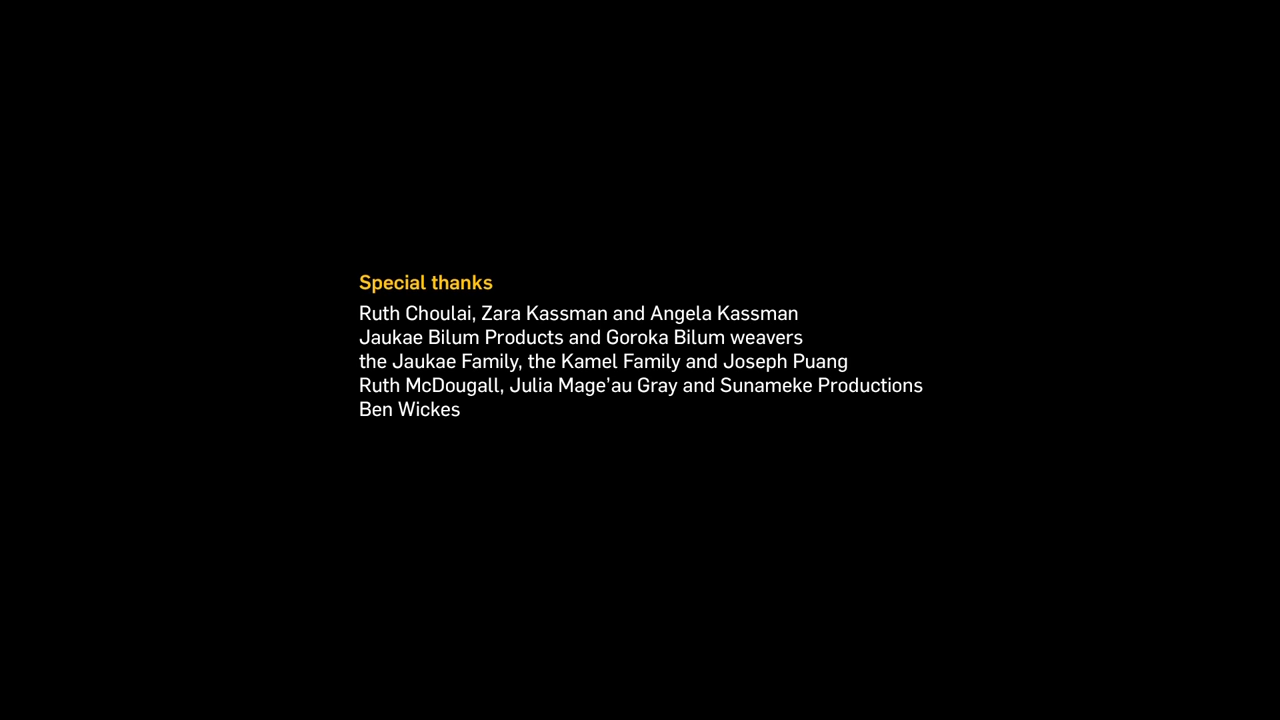 Special thanks
Ruth Choulai, Zara Kassman and Angela Kassman
Jaukae Bilum Products and Goroka Bilum weavers
the Jaukae Family, the Kamel Family and Joseph Puang
Ruth McDougall, Julia Mage'au Gray and Sunameke Productions
Ben Wickes